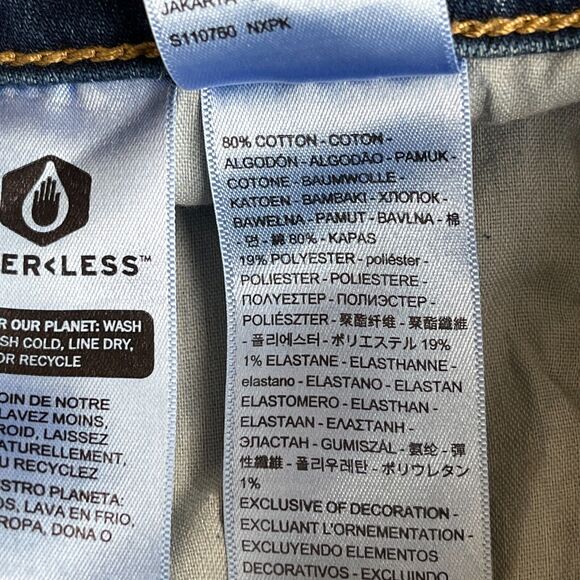 JAKARTA
S110760 NXPK
ER<LESS™
R OUR PLANET: WASH
SH COLD, LINE DRY,
OR RECYCLE
OIN DE NOTRE
LAVEZ MOINS,
ROID, LAISSEZ
ATURELLEMENT,
U RECYCLEZ
ESTRO PLANETA:
OS, LAVA EN FRIO,
ROPA, DONA O
80% COTTON - COTON -
ALGODÓN - ALGODÃO - PAMUK -
COTONE - BAUMWOLLE -
KATOEN - BAMBAKI - ХЛОПОК -
BAWEŁNA - PAMUT - BAVLNA - 棉
- 면 - 綿 80% - KAPAS
19% POLYESTER - poliéster -
POLIESTER - POLIESTERE -
ΠΟΛΥΕΣΤΕΡ - ПОЛИЭСТЕР -
POLIÉSZTER - 聚酯纤维 - 聚酯纖維
- 폴리에스터 - ポリエステル 19%
1% ELASTANE - ELASTHANNE -
elastano - ELASTANO - ELASTAN
ELASTOMERO - ELASTHAN -
ELASTAAN - ΕΛΑΣΤΑΝΗ -
ЭЛАСТАН - GUMISZÁL - 氨纶 - 彈
性纖維 - 폴리우레탄 - ポリウレタン
1%
EXCLUSIVE OF DECORATION -
EXCLUANT L'ORNEMENTATION -
EXCLUYENDO ELEMENTOS
DECORATIVOS - EXCLUINDO